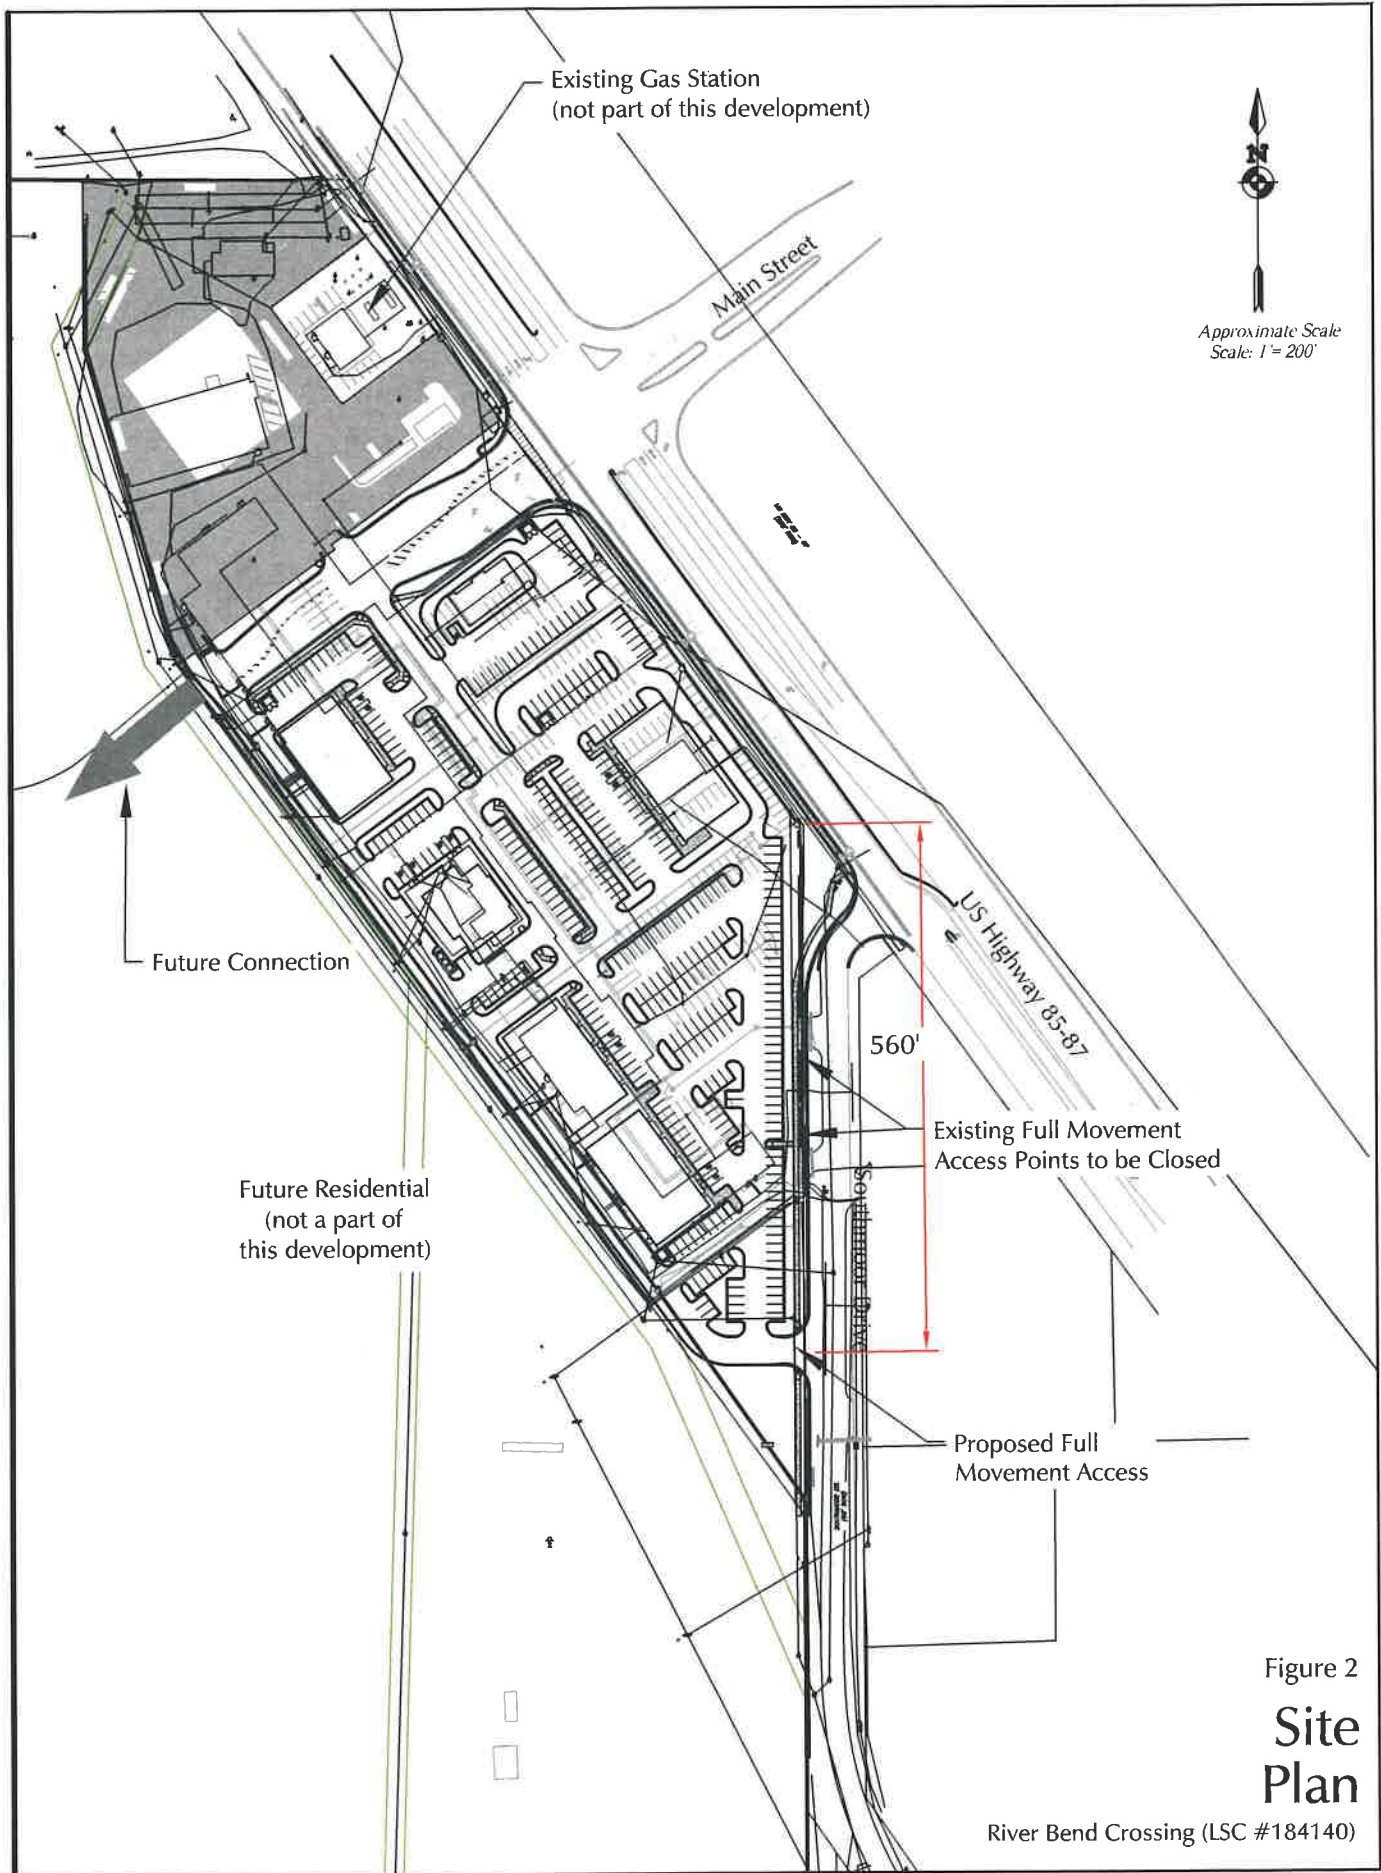 Existing Gas Station
(not part of this development)
N
Approximate Scale
Scale: 1"= 200'
Main Street
US Highway 85-87
Future Connection
560'
Existing Full Movement
Access Points to be Closed
Southmoor Drive
Future Residential
(not a part of
this development)
Proposed Full
Movement Access
Figure 2
Site
Plan
River Bend Crossing (LSC #184140)